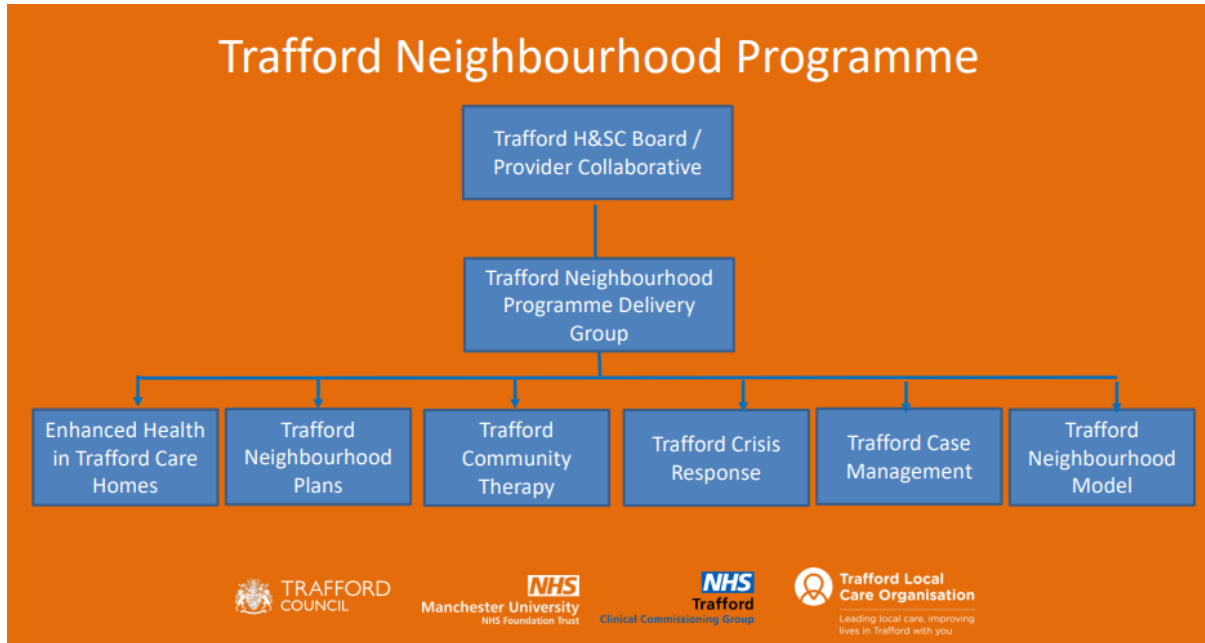 Trafford Neighbourhood Programme
Trafford H&SC Board /
Provider Collaborative
Trafford Neighbourhood
Programme Delivery
Group
Enhanced Health
in Trafford Care
Homes
Trafford
Neighbourhood
Plans
Trafford
Community
Therapy
Trafford Crisis
Response
Trafford Case
Management
Trafford
Neighbourhood
Model
TRAFFORD
COUNCIL
NHS
Manchester University
NHS Foundation Trust
NHS
Trafford
Clinical Commissioning Group
Trafford Local
Care Organisation
Leading local care, improving
lives in Trafford with you